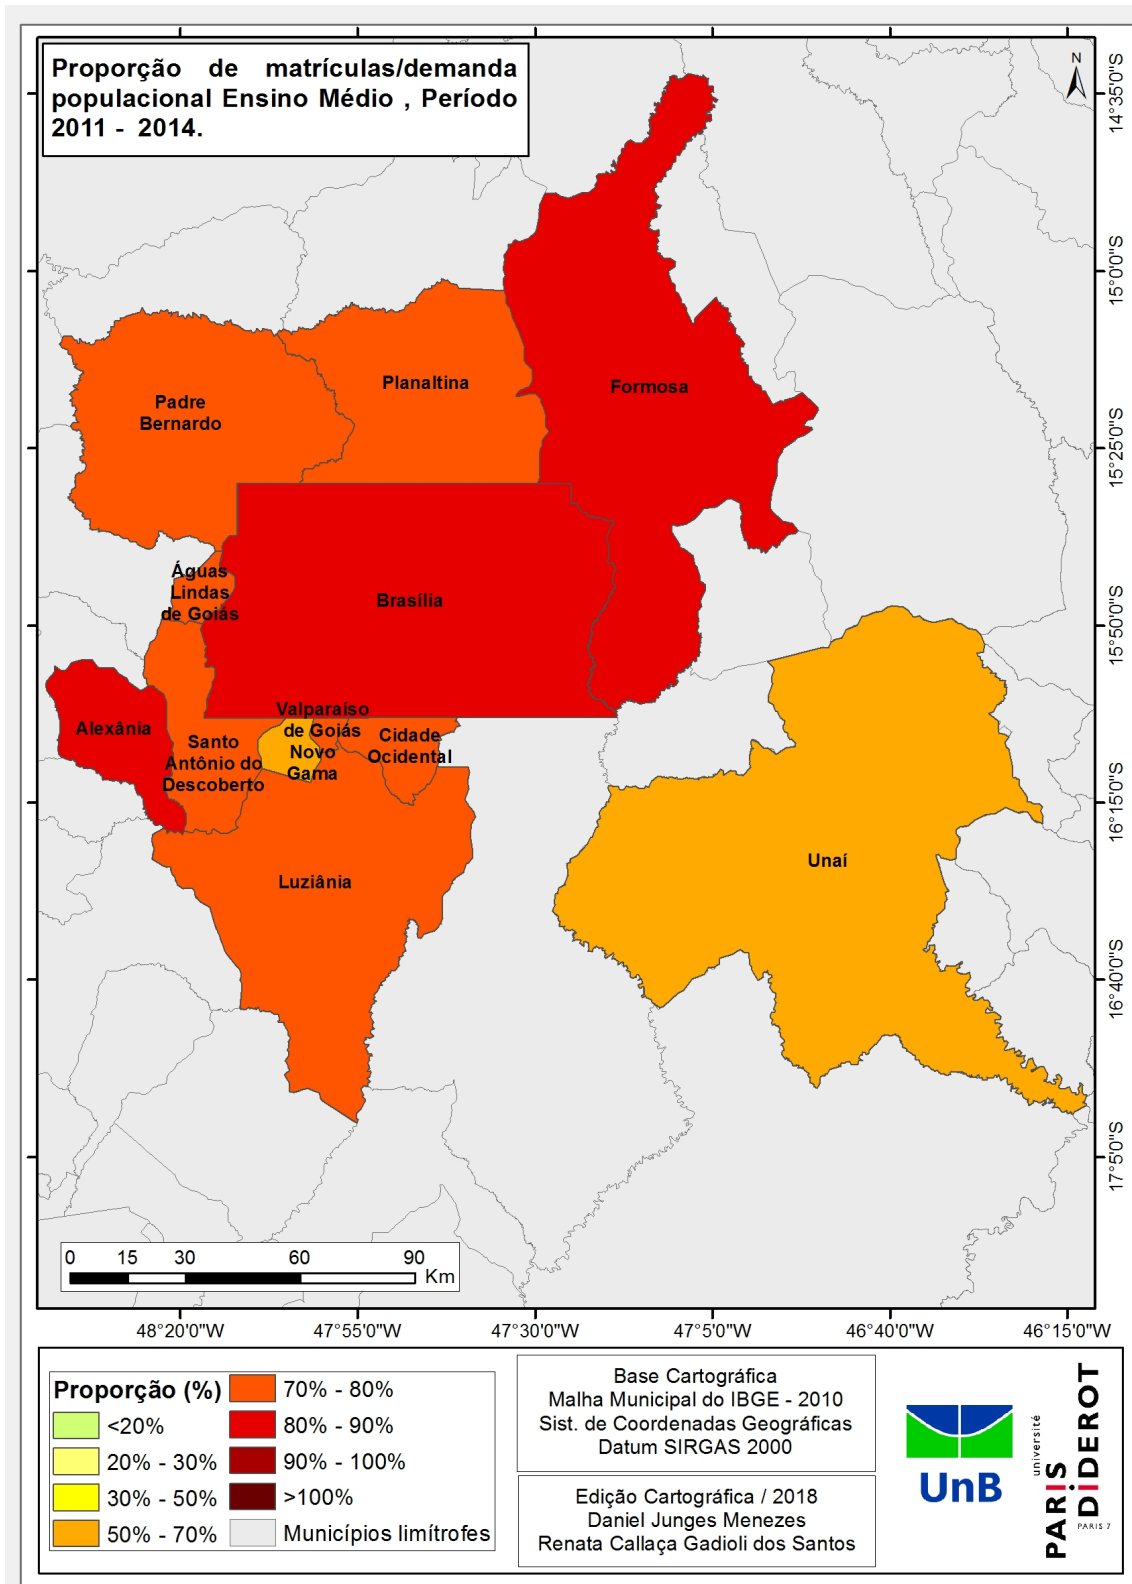 Proporção de matrículas/demanda
populacional Ensino Médio , Período
2011 - 2014.
N
14°35'0"S
15°0'0"S
15°25'0"S
15°50'0"S
16°15'0"S
16°40'0"S
17°5'0"S
Formosa
Planaltina
Padre
Bernardo
Águas
Lindas
de Goiás
Brasília
Alexânia
Santo
Antônio do
Descoberto
Valparaíso
de Goiás
Novo
Gama
Cidade
Ocidental
Luziânia
Unaí
0 15 30 60 90
Km
48°20'0"W 47°55'0"W 47°30'0"W 47°5'0"W 46°40'0"W 46°15'0"W
Proporção (%)
<20%
20% - 30%
30% - 50%
50% - 70%
70% - 80%
80% - 90%
90% - 100%
>100%
Municípios limítrofes
Base Cartográfica
Malha Municipal do IBGE - 2010
Sist. de Coordenadas Geográficas
Datum SIRGAS 2000
Edição Cartográfica / 2018
Daniel Junges Menezes
Renata Callaça Gadioli dos Santos
UnB
université
PARIS
DiDEROT
PARIS 7